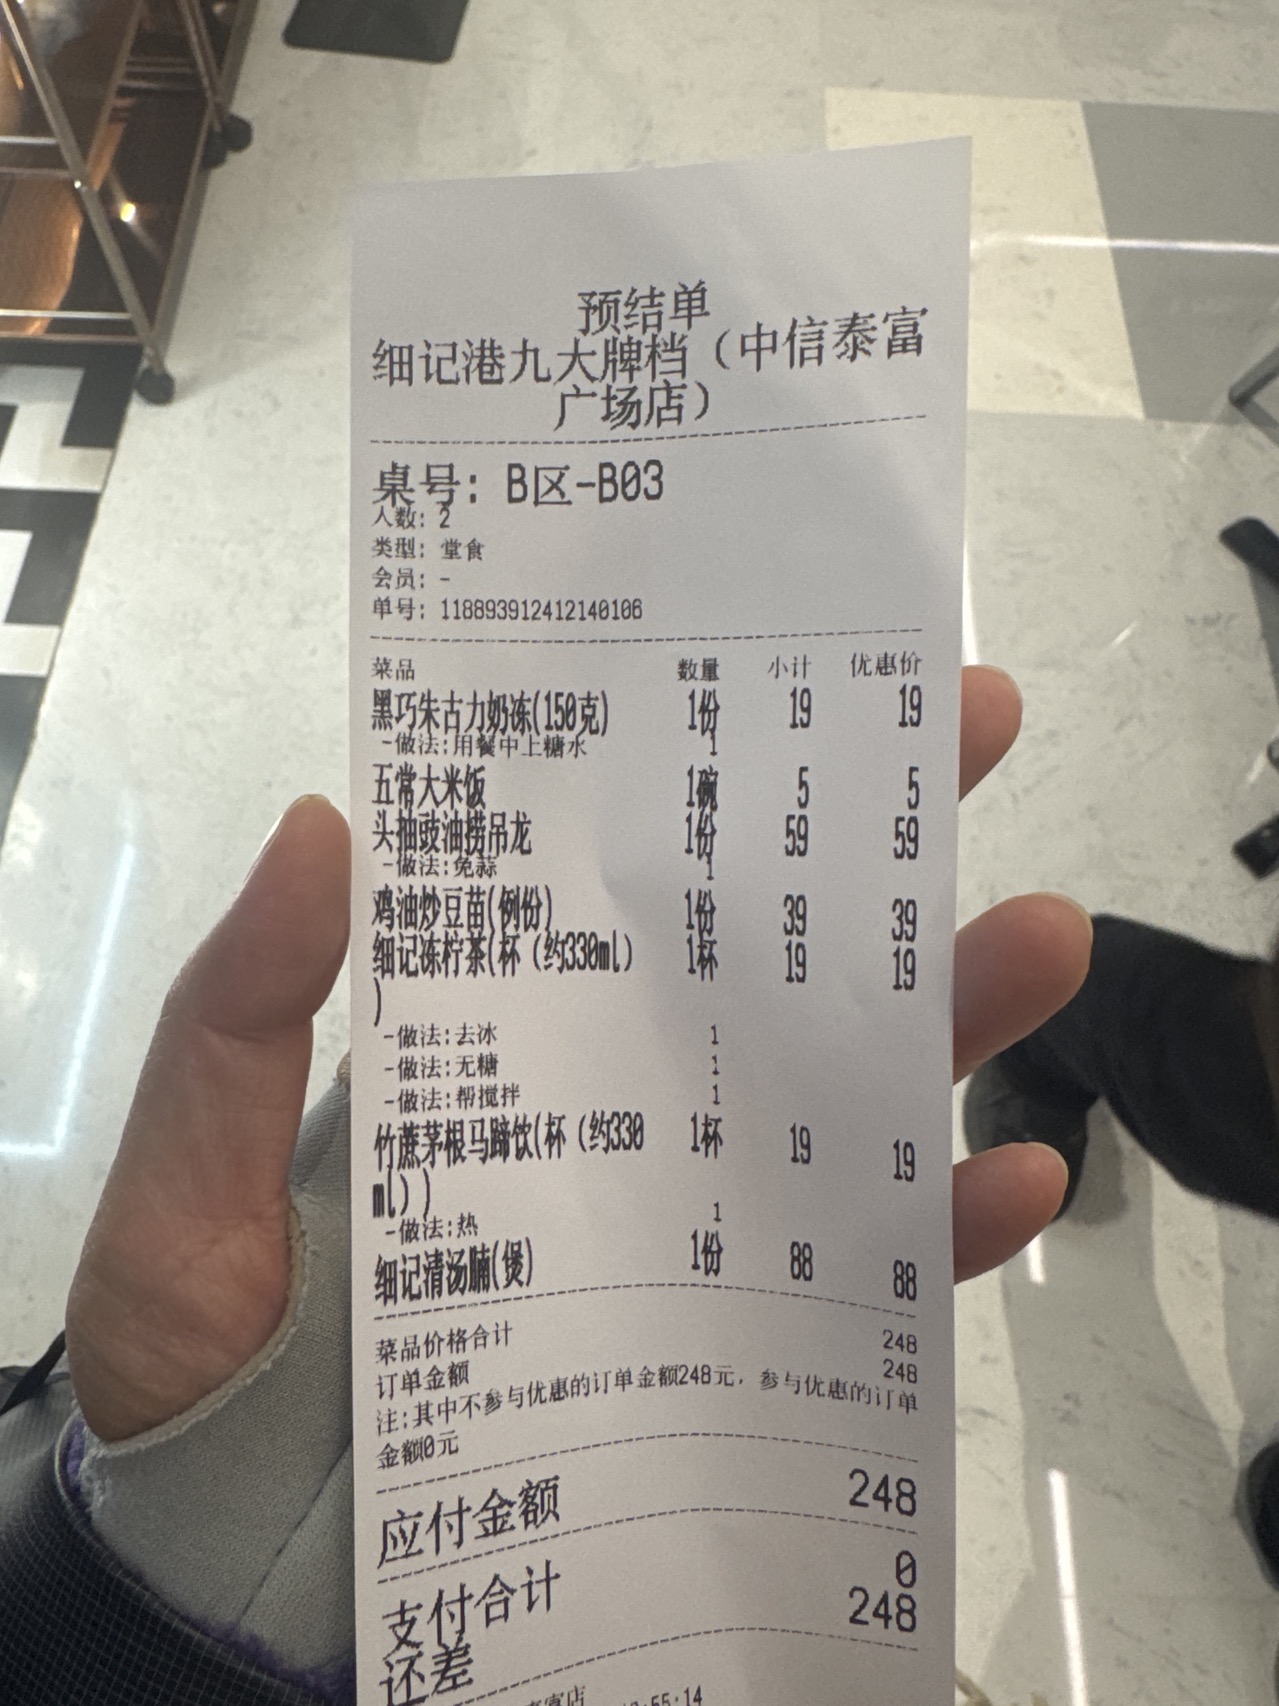 预结单
细记港九大牌档（中信泰富
广场店）
桌号: B区-B03
人数: 2
类型: 堂食
会员: -
单号: 118893912412140106
菜品 数量 小计 优惠价
黑巧朱古力奶冻(150克) 1份 19 19
-做法:用餐中上糖水 1
五常大米饭 1碗 5 5
头抽豉油捞吊龙 1份 59 59
-做法:免蒜 1
鸡油炒豆苗(例份) 1份 39 39
细记冻柠茶(杯（约330ml）
) 1杯 19 19
-做法:去冰 1
-做法:无糖 1
-做法:帮搅拌 1
竹蔗茅根马蹄饮(杯（约330 1杯 19 19
ml）)
-做法:热 1
细记清汤腩(煲) 1份 88 88
菜品价格合计 248
订单金额 248
注:其中不参与优惠的订单金额248元，参与优惠的订单
金额0元
应付金额 248
支付合计 0
还差 248